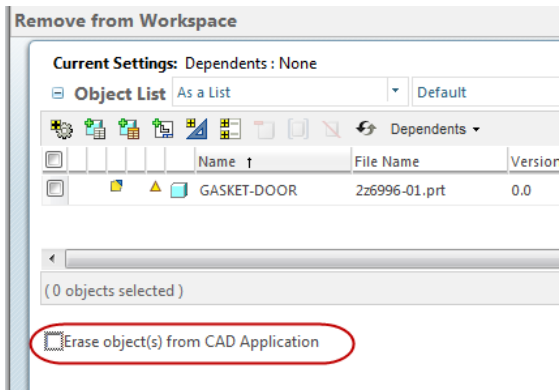 Remove from Workspace
Current Settings: Dependents : None
Object List As a List Default
Dependents
Name File Name Version
GASKET-DOOR 2z6996-01.prt 0.0
( 0 objects selected )
Erase object(s) from CAD Application